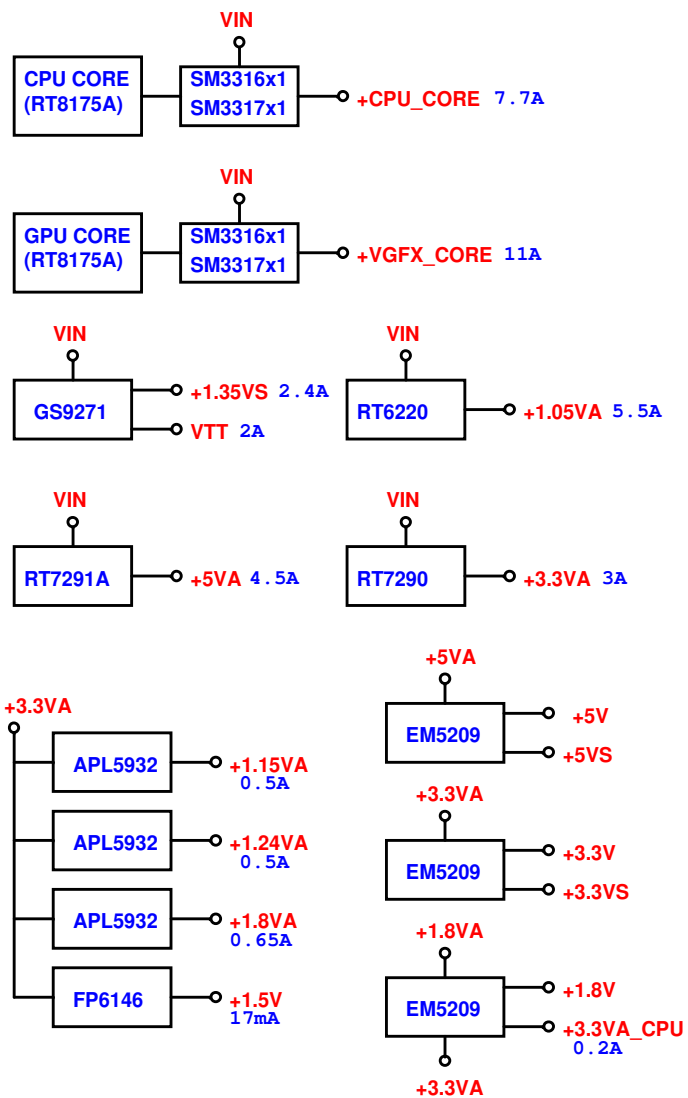 VIN
CPU CORE
(RT8175A)
SM3316x1
SM3317x1
+CPU_CORE 7.7A
VIN
GPU CORE
(RT8175A)
SM3316x1
SM3317x1
+VGFX_CORE 11A
VIN
GS9271
+1.35VS 2.4A
VTT 2A
VIN
RT6220
+1.05VA 5.5A
VIN
RT7291A
+5VA 4.5A
VIN
RT7290
+3.3VA 3A
+3.3VA
APL5932
+1.15VA
0.5A
APL5932
+1.24VA
0.5A
APL5932
+1.8VA
0.65A
FP6146
+1.5V
17mA
+5VA
EM5209
+5V
+5VS
+3.3VA
EM5209
+3.3V
+3.3VS
+1.8VA
EM5209
+1.8V
+3.3VA_CPU
0.2A
+3.3VA